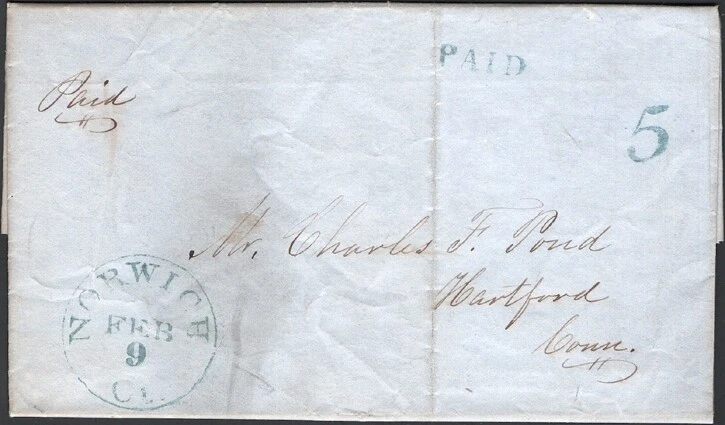 PAID
Paid
5
Mr. Charles F. Pond
Hartford
Conn.
NORWICH
FEB
9
Ct.